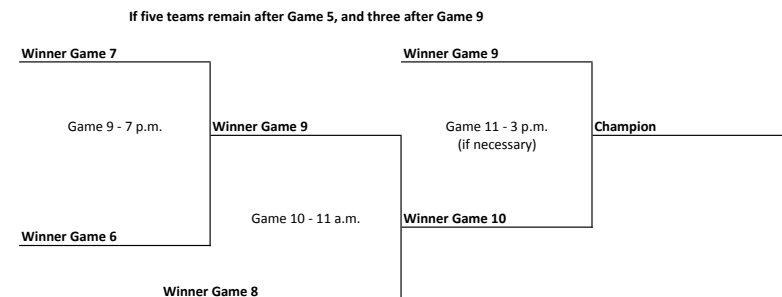 If five teams remain after Game 5, and three after Game 9
Winner Game 7
Winner Game 9
Game 9 - 7 p.m.
Winner Game 9
Game 11 - 3 p.m.
(if necessary)
Champion
Game 10 - 11 a.m.
Winner Game 10
Winner Game 6
Winner Game 8